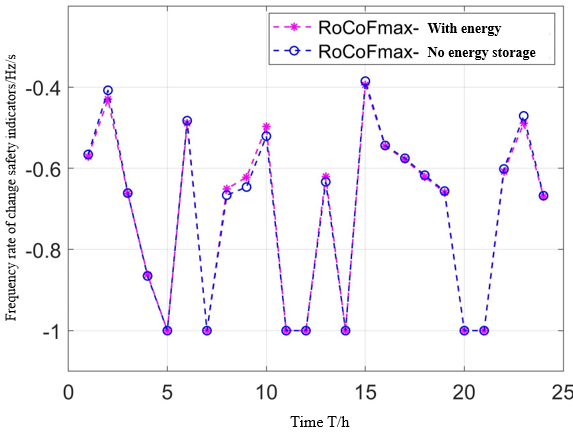 RoCoFmax- With energy
RoCoFmax- No energy storage
Frequency rate of change safety indicators/Hz/s
-0.4
-0.6
-0.8
-1
0 5 10 15 20 25
Time T/h